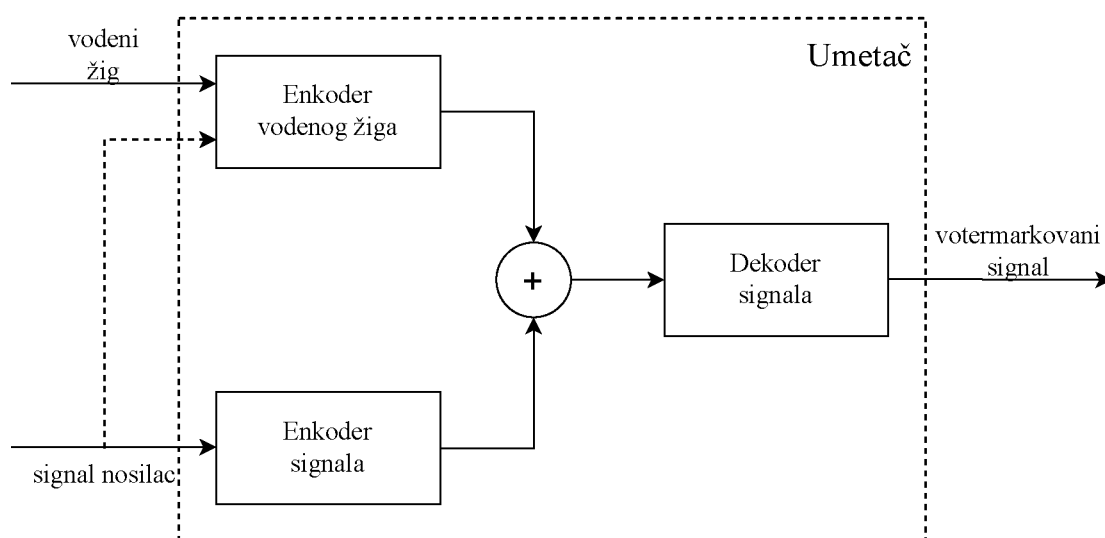 vodeni
žig
Umetač
Enkoder
vodenog žiga
+
Dekoder
signala
votermarkovani
signal
Enkoder
signala
signal nosilac